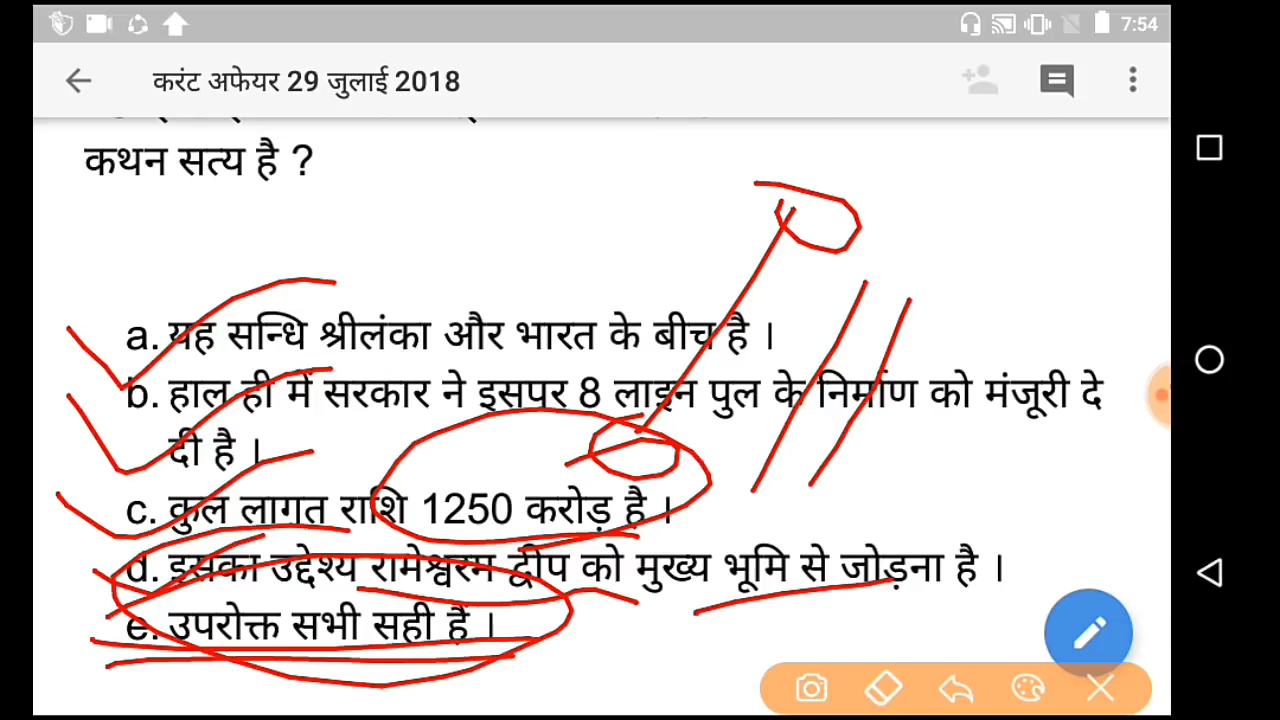 7:54
करंट अफेयर 29 जुलाई 2018
कथन सत्य है ?
a. यह सन्धि श्रीलंका और भारत के बीच है ।
b. हाल ही में सरकार ने इसपर 8 लाइन पुल के निर्माण को मंजूरी दे
दी है ।
c. कुल लागत राशि 1250 करोड़ है ।
d. इसका उद्देश्य रामेश्वरम द्वीप को मुख्य भूमि से जोड़ना है ।
e. उपरोक्त सभी सही है ।